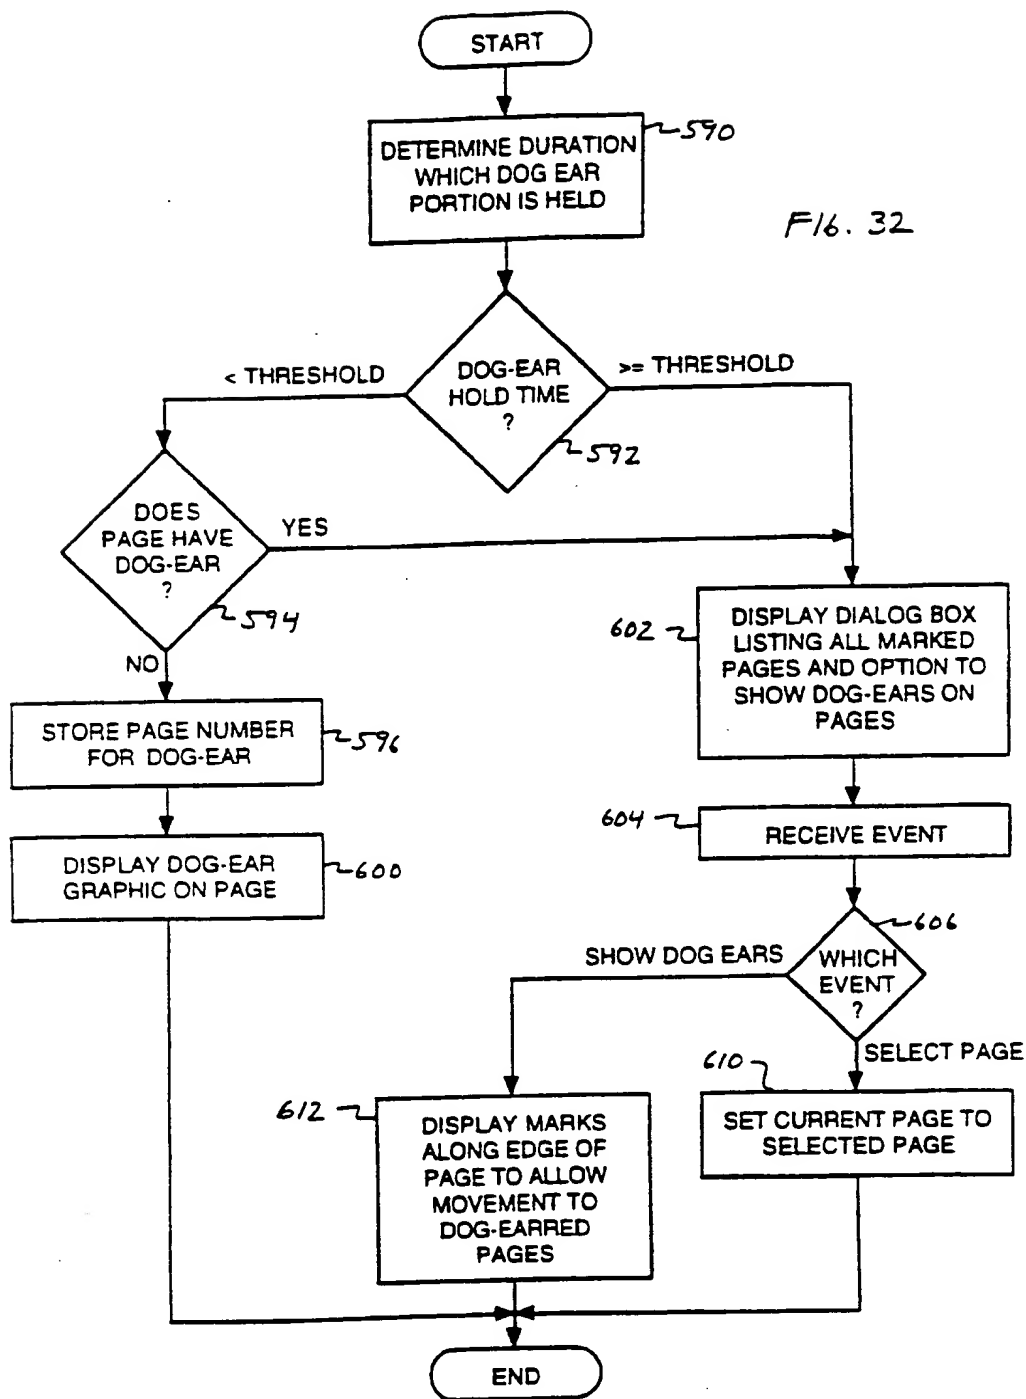 START
590
DETERMINE DURATION
WHICH DOG EAR
PORTION IS HELD
FIG. 32
DOG-EAR
HOLD TIME
?
< THRESHOLD
>= THRESHOLD
592
DOES
PAGE HAVE
DOG-EAR
?
YES
594
NO
602
DISPLAY DIALOG BOX
LISTING ALL MARKED
PAGES AND OPTION TO
SHOW DOG-EARS ON
PAGES
STORE PAGE NUMBER
FOR DOG-EAR
596
604
RECEIVE EVENT
DISPLAY DOG-EAR
GRAPHIC ON PAGE
600
606
SHOW DOG EARS
WHICH
EVENT
?
SELECT PAGE
610
SET CURRENT PAGE TO
SELECTED PAGE
612
DISPLAY MARKS
ALONG EDGE OF
PAGE TO ALLOW
MOVEMENT TO
DOG-EARRED
PAGES
END